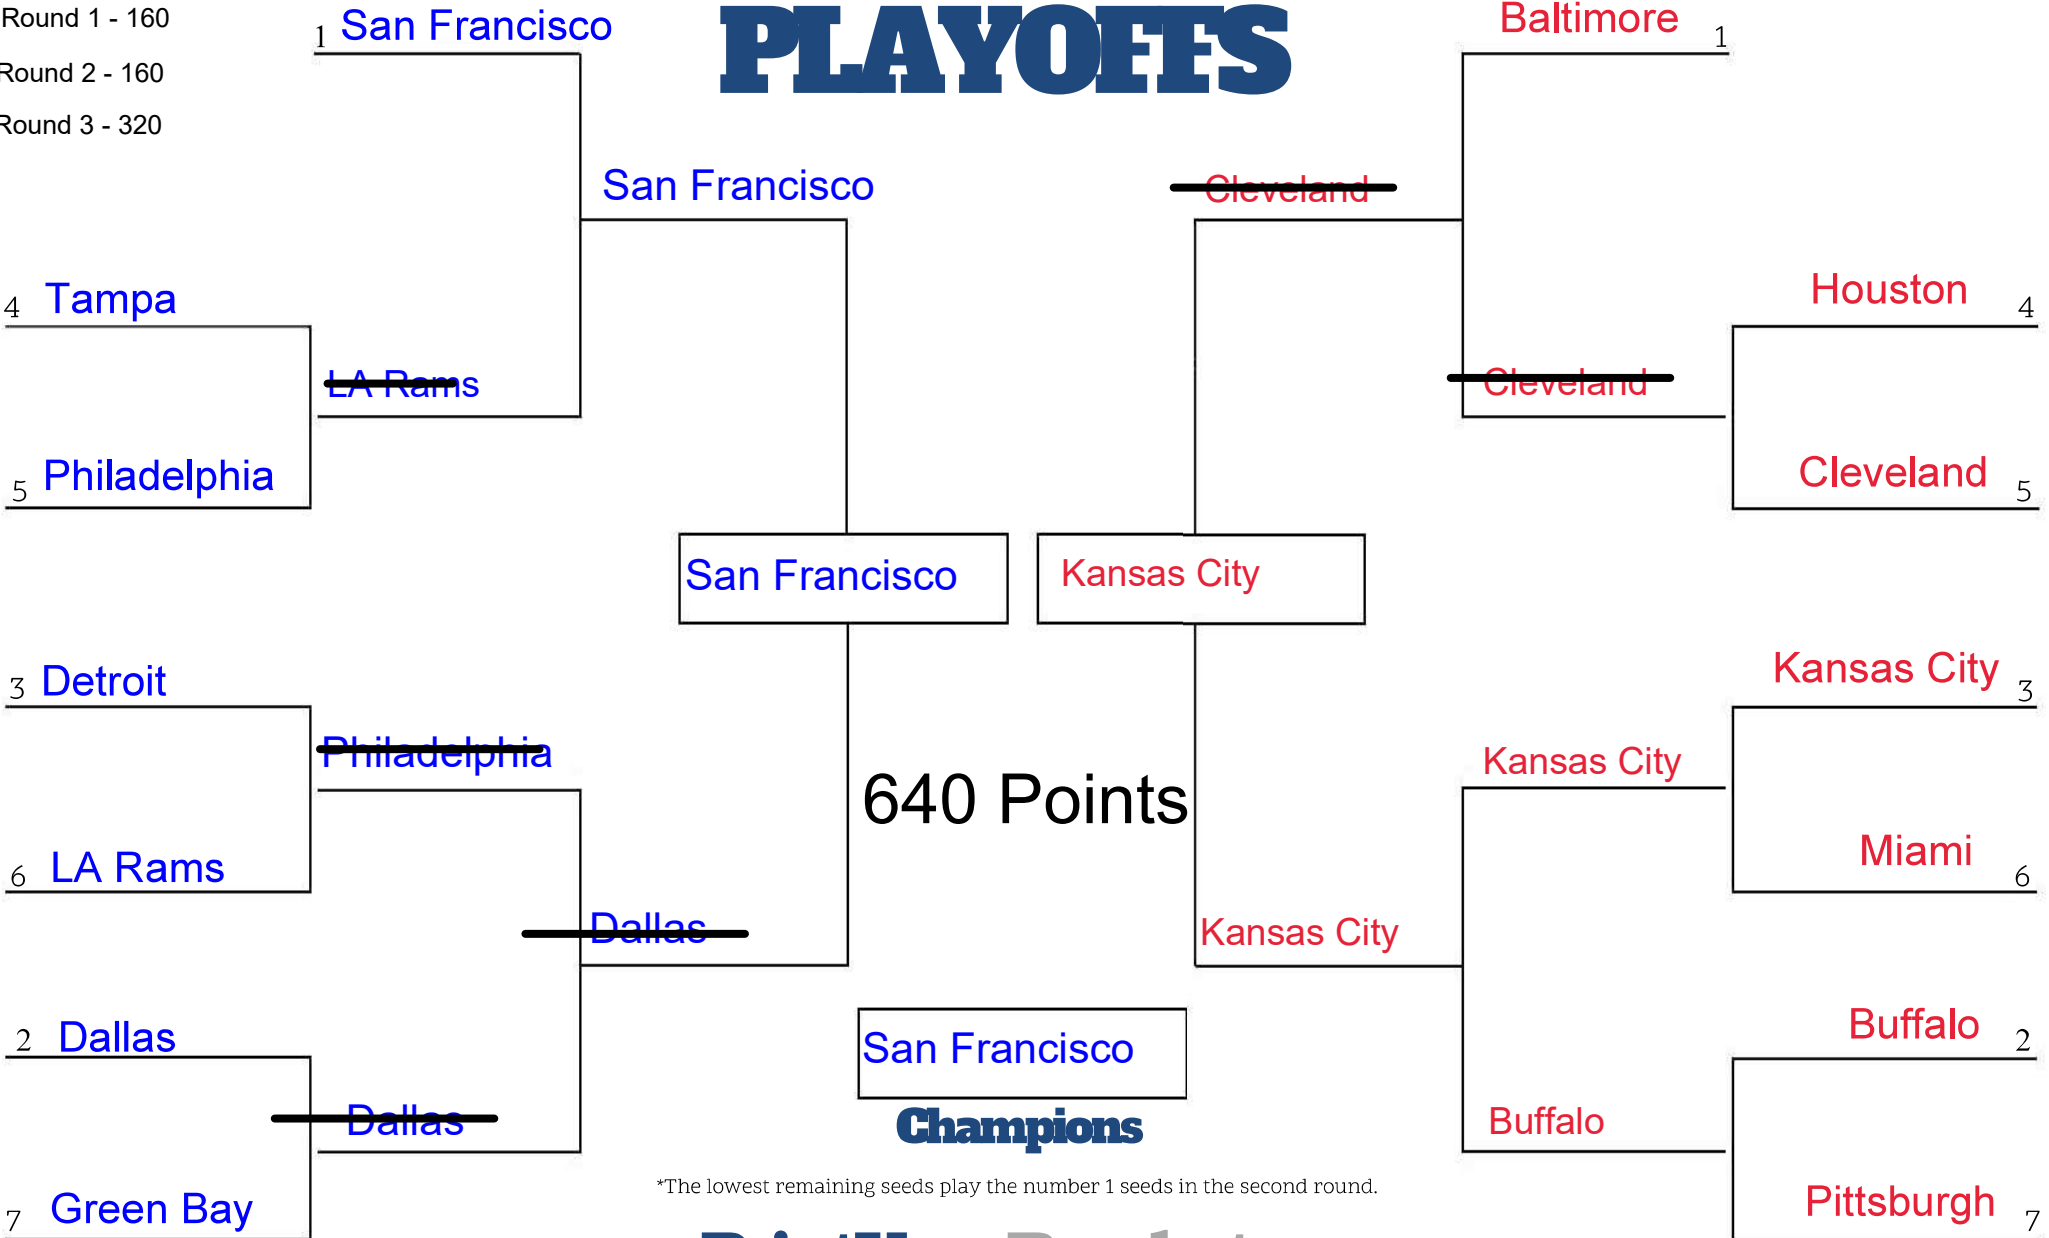 Round 1 - 160
Round 2 - 160
Round 3 - 320
PLAYOFFS
1 San Francisco
Baltimore 1
San Francisco
Cleveland
4 Tampa
Houston 4
LA Rams
Cleveland
5 Philadelphia
Cleveland 5
San Francisco
Kansas City
3 Detroit
Kansas City 3
Philadelphia
Kansas City
640 Points
6 LA Rams
Miami 6
Dallas
Kansas City
2 Dallas
Buffalo 2
San Francisco
Dallas
Buffalo
Champions
*The lowest remaining seeds play the number 1 seeds in the second round.
7 Green Bay
Pittsburgh 7